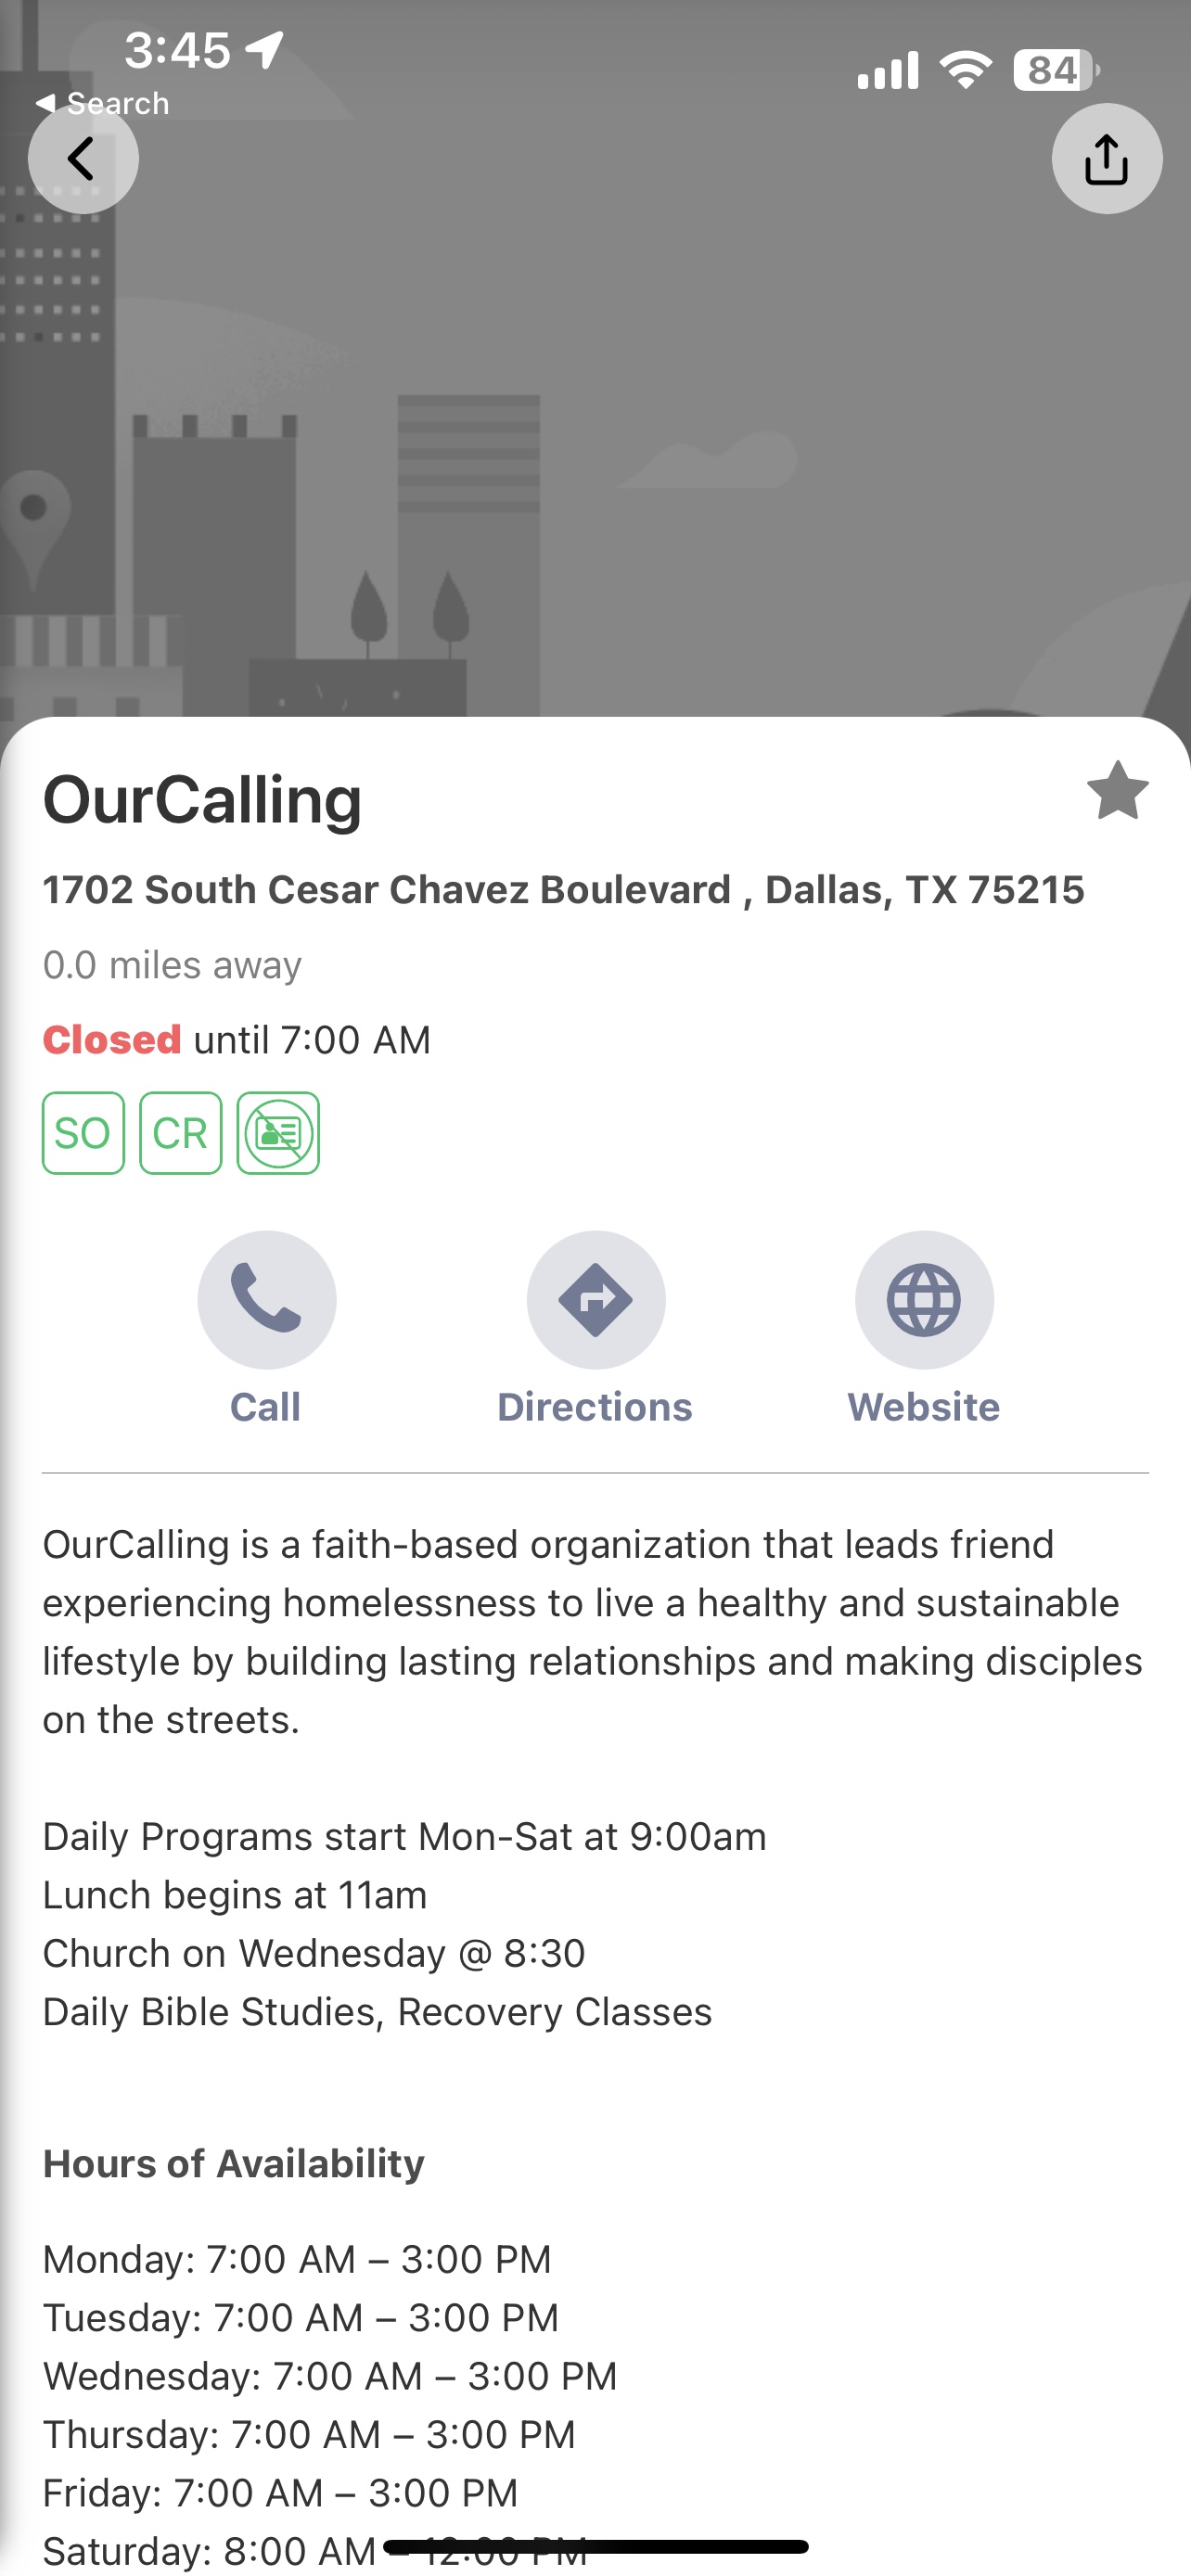 3:45
84
◀ Search
OurCalling
1702 South Cesar Chavez Boulevard , Dallas, TX 75215
0.0 miles away
Closed until 7:00 AM
SO CR
Call Directions Website
OurCalling is a faith-based organization that leads friend
experiencing homelessness to live a healthy and sustainable
lifestyle by building lasting relationships and making disciples
on the streets.
Daily Programs start Mon-Sat at 9:00am
Lunch begins at 11am
Church on Wednesday @ 8:30
Daily Bible Studies, Recovery Classes
Hours of Availability
Monday: 7:00 AM – 3:00 PM
Tuesday: 7:00 AM – 3:00 PM
Wednesday: 7:00 AM – 3:00 PM
Thursday: 7:00 AM – 3:00 PM
Friday: 7:00 AM – 3:00 PM
Saturday: 8:00 AM – 12:00 PM